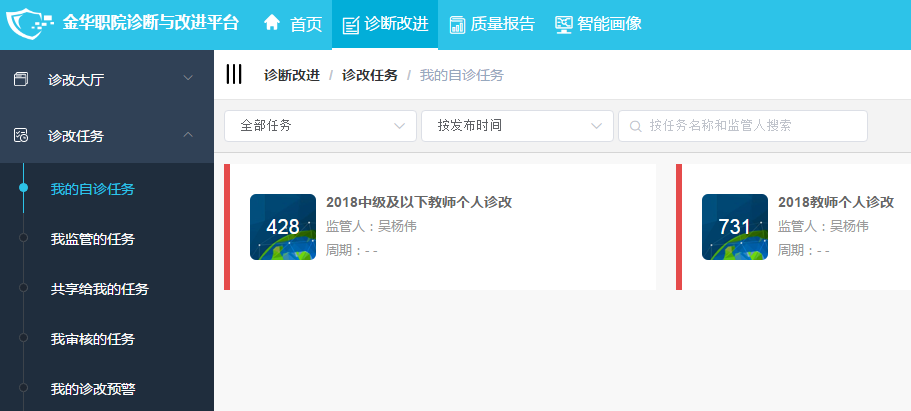 金华职院诊断与改进平台 首页 诊断改进 质量报告 智能画像
诊改大厅
诊断改进 / 诊改任务 / 我的自诊任务
全部任务 按发布时间 按任务名称和监管人搜索
诊改任务
我的自诊任务
我监管的任务
共享给我的任务
我审核的任务
我的诊改预警
428
2018中级及以下教师个人诊改
监管人：吴杨伟
周期：- -
731
2018教师个人诊改
监管人：吴杨伟
周期：- -